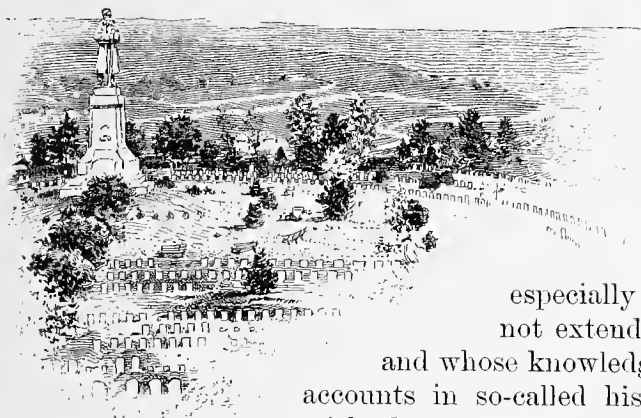 especially
not extend
and whose knowledg
accounts in so-called his